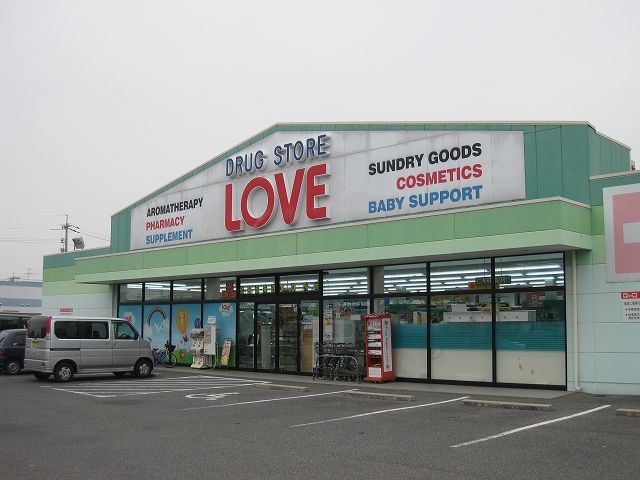 DRUG STORE
LOVE
AROMATHERAPY
PHARMACY
SUPPLEMENT
SUNDRY GOODS
COSMETICS
BABY SUPPORT